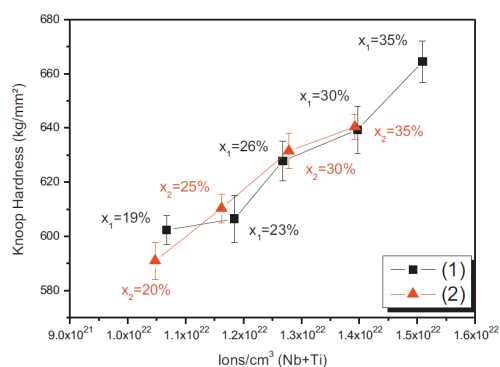 680
660
640
620
600
580
Knoop Hardness (kg/mm²)
x₁=35%
x₁=30%
x₁=26%
x₂=35%
x₂=30%
x₂=25%
x₁=19%
x₁=23%
x₂=20%
(1)
(2)
9.0x10²¹ 1.0x10²² 1.1x10²² 1.2x10²² 1.3x10²² 1.4x10²² 1.5x10²² 1.6x10²²
Ions/cm³ (Nb+Ti)